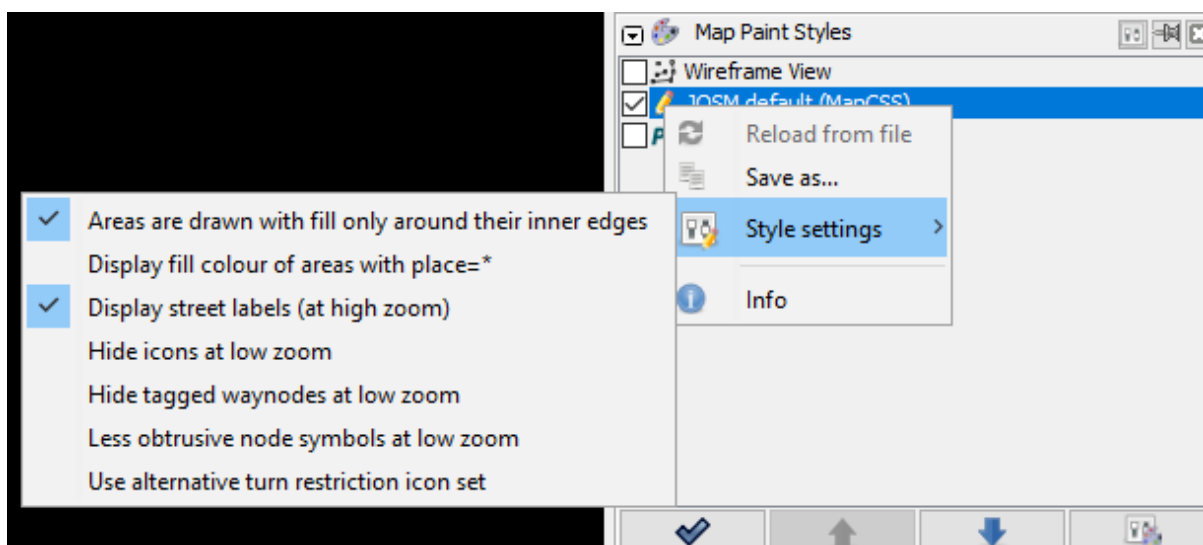 Map Paint Styles
Wireframe View
JOSM default (MapCSS)
P
Reload from file
Save as...
Style settings
Info
Areas are drawn with fill only around their inner edges
Display fill colour of areas with place=*
Display street labels (at high zoom)
Hide icons at low zoom
Hide tagged waynodes at low zoom
Less obtrusive node symbols at low zoom
Use alternative turn restriction icon set